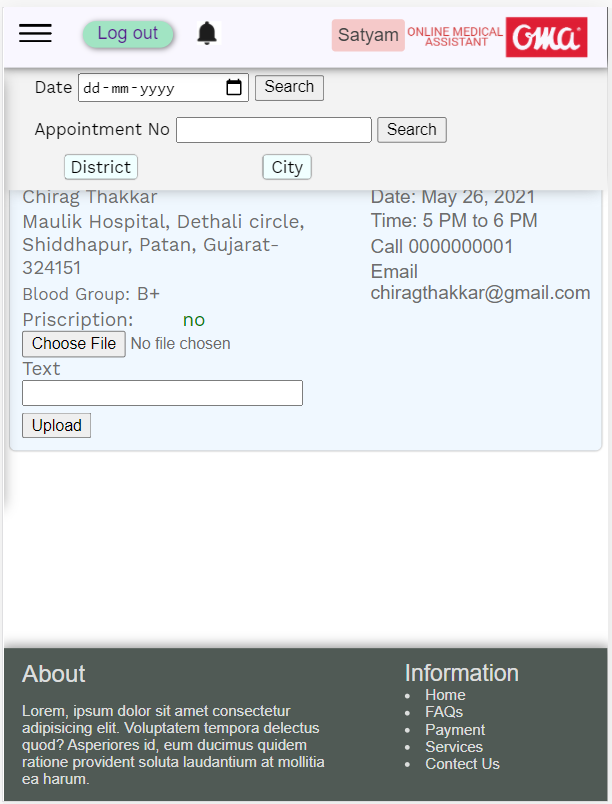 Log out
Satyam
ONLINE MEDICAL
ASSISTANT
Oma
Date dd-mm-yyyy Search
Appointment No Search
District City
Chirag Thakkar
Maulik Hospital, Dethali circle,
Shiddhapur, Patan, Gujarat-
324151
Blood Group: B+
Priscription: no
Choose File No file chosen
Text
Upload
Date: May 26, 2021
Time: 5 PM to 6 PM
Call 0000000001
Email
chiragthakkar@gmail.com
About
Lorem, ipsum dolor sit amet consectetur
adipisicing elit. Voluptatem tempora delectus
quod? Asperiores id, eum ducimus quidem
ratione provident soluta laudantium at mollitia
ea harum.
Information
Home
FAQs
Payment
Services
Contect Us